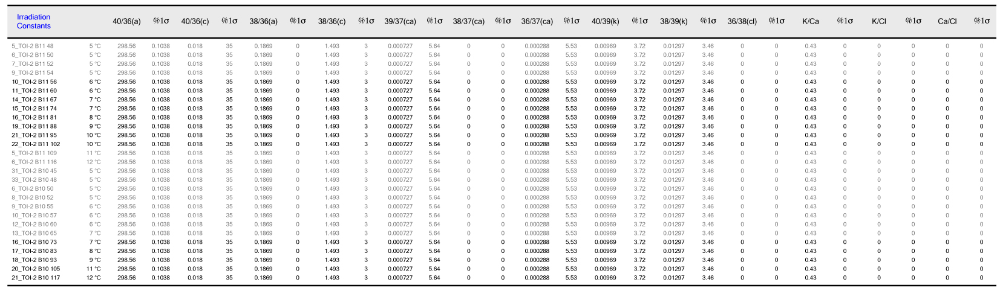 Irradiation Constants 40/36(a) %1σ 40/36(c) %1σ 38/36(a) %1σ 38/36(c) %1σ 39/37(ca) %1σ 38/37(ca) %1σ 36/37(ca) %1σ 40/39(k) %1σ 38/39(k) %1σ 36/38(cl) %1σ K/Ca %1σ K/Cl %1σ Ca/Cl %1σ
5_TOI-2 B11 48 5 °C 298.56 0.1038 0.018 35 0.1869 0 1.493 3 0.000727 5.64 0 0 0.000288 5.53 0.00969 3.72 0.01297 3.46 0 0 0.43 0 0 0 0 0
6_TOI-2 B11 50 5 °C 298.56 0.1038 0.018 35 0.1869 0 1.493 3 0.000727 5.64 0 0 0.000288 5.53 0.00969 3.72 0.01297 3.46 0 0 0.43 0 0 0 0 0
7_TOI-2 B11 52 5 °C 298.56 0.1038 0.018 35 0.1869 0 1.493 3 0.000727 5.64 0 0 0.000288 5.53 0.00969 3.72 0.01297 3.46 0 0 0.43 0 0 0 0 0
9_TOI-2 B11 54 5 °C 298.56 0.1038 0.018 35 0.1869 0 1.493 3 0.000727 5.64 0 0 0.000288 5.53 0.00969 3.72 0.01297 3.46 0 0 0.43 0 0 0 0 0
10_TOI-2 B11 56 6 °C 298.56 0.1038 0.018 35 0.1869 0 1.493 3 0.000727 5.64 0 0 0.000288 5.53 0.00969 3.72 0.01297 3.46 0 0 0.43 0 0 0 0 0
11_TOI-2 B11 60 6 °C 298.56 0.1038 0.018 35 0.1869 0 1.493 3 0.000727 5.64 0 0 0.000288 5.53 0.00969 3.72 0.01297 3.46 0 0 0.43 0 0 0 0 0
14_TOI-2 B11 67 7 °C 298.56 0.1038 0.018 35 0.1869 0 1.493 3 0.000727 5.64 0 0 0.000288 5.53 0.00969 3.72 0.01297 3.46 0 0 0.43 0 0 0 0 0
15_TOI-2 B11 74 7 °C 298.56 0.1038 0.018 35 0.1869 0 1.493 3 0.000727 5.64 0 0 0.000288 5.53 0.00969 3.72 0.01297 3.46 0 0 0.43 0 0 0 0 0
16_TOI-2 B11 81 8 °C 298.56 0.1038 0.018 35 0.1869 0 1.493 3 0.000727 5.64 0 0 0.000288 5.53 0.00969 3.72 0.01297 3.46 0 0 0.43 0 0 0 0 0
19_TOI-2 B11 88 9 °C 298.56 0.1038 0.018 35 0.1869 0 1.493 3 0.000727 5.64 0 0 0.000288 5.53 0.00969 3.72 0.01297 3.46 0 0 0.43 0 0 0 0 0
21_TOI-2 B11 95 10 °C 298.56 0.1038 0.018 35 0.1869 0 1.493 3 0.000727 5.64 0 0 0.000288 5.53 0.00969 3.72 0.01297 3.46 0 0 0.43 0 0 0 0 0
22_TOI-2 B11 102 10 °C 298.56 0.1038 0.018 35 0.1869 0 1.493 3 0.000727 5.64 0 0 0.000288 5.53 0.00969 3.72 0.01297 3.46 0 0 0.43 0 0 0 0 0
5_TOI-2 B11 109 11 °C 298.56 0.1038 0.018 35 0.1869 0 1.493 3 0.000727 5.64 0 0 0.000288 5.53 0.00969 3.72 0.01297 3.46 0 0 0.43 0 0 0 0 0
6_TOI-2 B11 116 12 °C 298.56 0.1038 0.018 35 0.1869 0 1.493 3 0.000727 5.64 0 0 0.000288 5.53 0.00969 3.72 0.01297 3.46 0 0 0.43 0 0 0 0 0
31_TOI-2 B10 45 5 °C 298.56 0.1038 0.018 35 0.1869 0 1.493 3 0.000727 5.64 0 0 0.000288 5.53 0.00969 3.72 0.01297 3.46 0 0 0.43 0 0 0 0 0
33_TOI-2 B10 48 5 °C 298.56 0.1038 0.018 35 0.1869 0 1.493 3 0.000727 5.64 0 0 0.000288 5.53 0.00969 3.72 0.01297 3.46 0 0 0.43 0 0 0 0 0
6_TOI-2 B10 50 5 °C 298.56 0.1038 0.018 35 0.1869 0 1.493 3 0.000727 5.64 0 0 0.000288 5.53 0.00969 3.72 0.01297 3.46 0 0 0.43 0 0 0 0 0
8_TOI-2 B10 52 5 °C 298.56 0.1038 0.018 35 0.1869 0 1.493 3 0.000727 5.64 0 0 0.000288 5.53 0.00969 3.72 0.01297 3.46 0 0 0.43 0 0 0 0 0
9_TOI-2 B10 55 6 °C 298.56 0.1038 0.018 35 0.1869 0 1.493 3 0.000727 5.64 0 0 0.000288 5.53 0.00969 3.72 0.01297 3.46 0 0 0.43 0 0 0 0 0
10_TOI-2 B10 57 6 °C 298.56 0.1038 0.018 35 0.1869 0 1.493 3 0.000727 5.64 0 0 0.000288 5.53 0.00969 3.72 0.01297 3.46 0 0 0.43 0 0 0 0 0
12_TOI-2 B10 60 6 °C 298.56 0.1038 0.018 35 0.1869 0 1.493 3 0.000727 5.64 0 0 0.000288 5.53 0.00969 3.72 0.01297 3.46 0 0 0.43 0 0 0 0 0
13_TOI-2 B10 65 7 °C 298.56 0.1038 0.018 35 0.1869 0 1.493 3 0.000727 5.64 0 0 0.000288 5.53 0.00969 3.72 0.01297 3.46 0 0 0.43 0 0 0 0 0
16_TOI-2 B10 73 7 °C 298.56 0.1038 0.018 35 0.1869 0 1.493 3 0.000727 5.64 0 0 0.000288 5.53 0.00969 3.72 0.01297 3.46 0 0 0.43 0 0 0 0 0
17_TOI-2 B10 83 8 °C 298.56 0.1038 0.018 35 0.1869 0 1.493 3 0.000727 5.64 0 0 0.000288 5.53 0.00969 3.72 0.01297 3.46 0 0 0.43 0 0 0 0 0
18_TOI-2 B10 93 9 °C 298.56 0.1038 0.018 35 0.1869 0 1.493 3 0.000727 5.64 0 0 0.000288 5.53 0.00969 3.72 0.01297 3.46 0 0 0.43 0 0 0 0 0
20_TOI-2 B10 105 11 °C 298.56 0.1038 0.018 35 0.1869 0 1.493 3 0.000727 5.64 0 0 0.000288 5.53 0.00969 3.72 0.01297 3.46 0 0 0.43 0 0 0 0 0
21_TOI-2 B10 117 12 °C 298.56 0.1038 0.018 35 0.1869 0 1.493 3 0.000727 5.64 0 0 0.000288 5.53 0.00969 3.72 0.01297 3.46 0 0 0.43 0 0 0 0 0